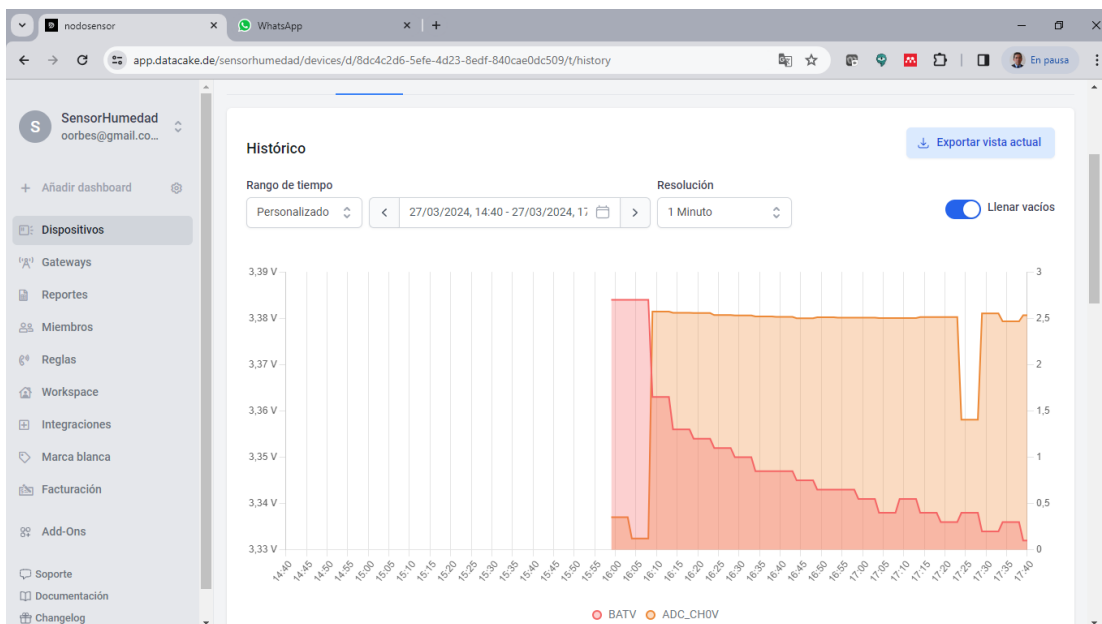 nodosensor
WhatsApp
app.datacake.de/sensorhumedad/devices/d/8dc4c2d6-5efe-4d23-8edf-840cae0dc509/t/history
En pausa
S
SensorHumedad
oorbes@gmail.co...
Añadir dashboard
Dispositivos
Gateways
Reportes
Miembros
Reglas
Workspace
Integraciones
Marca blanca
Facturación
Add-Ons
Soporte
Documentación
Changelog
Histórico
Exportar vista actual
Rango de tiempo
Resolución
Personalizado
27/03/2024, 14:40 - 27/03/2024, 17
1 Minuto
Llenar vacíos
3,39 V
3,38 V
3,37 V
3,36 V
3,35 V
3,34 V
3,33 V
3
2,5
2
1,5
1
0,5
0
14:40 14:45 14:50 14:55 15:00 15:05 15:10 15:15 15:20 15:25 15:30 15:35 15:40 15:45 15:50 15:55 16:00 16:05 16:10 16:15 16:20 16:25 16:30 16:35 16:40 16:45 16:50 16:55 17:00 17:05 17:10 17:15 17:20 17:25 17:30 17:35 17:40
BATV ADC_CH0V